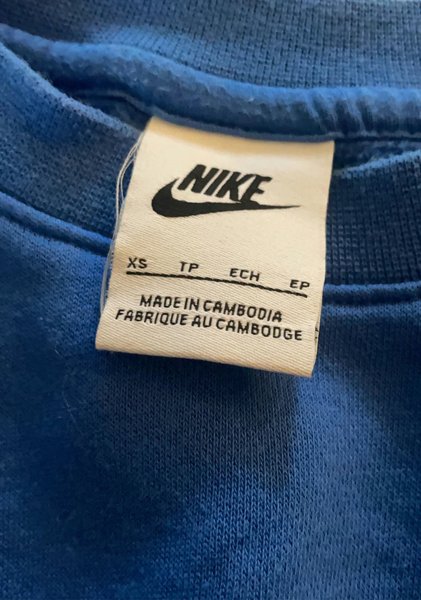 NIKE
XS TP ECH EP
MADE IN CAMBODIA
FABRIQUE AU CAMBODGE